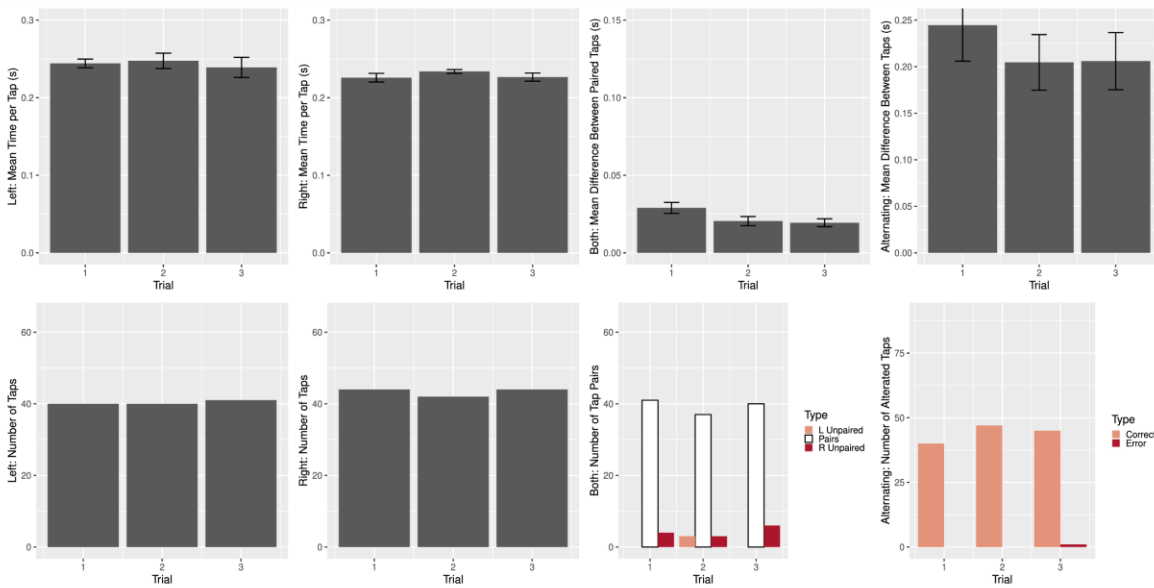 Left: Mean Time per Tap (s)
0.3
0.2
0.1
0.0
1 2 3
Trial
Right: Mean Time per Tap (s)
0.3
0.2
0.1
0.0
1 2 3
Trial
Both: Mean Difference Between Paired Taps (s)
0.15
0.10
0.05
0.00
1 2 3
Trial
Alternating: Mean Difference Between Taps (s)
0.25
0.20
0.15
0.10
0.05
0.00
1 2 3
Trial
Left: Number of Taps
60
40
20
0
1 2 3
Trial
Right: Number of Taps
60
40
20
0
1 2 3
Trial
Both: Number of Tap Pairs
60
40
20
0
1 2 3
Trial
Type
L Unpaired
Pairs
R Unpaired
Alternating: Number of Alterated Taps
75
50
25
0
1 2 3
Trial
Type
Correct
Error